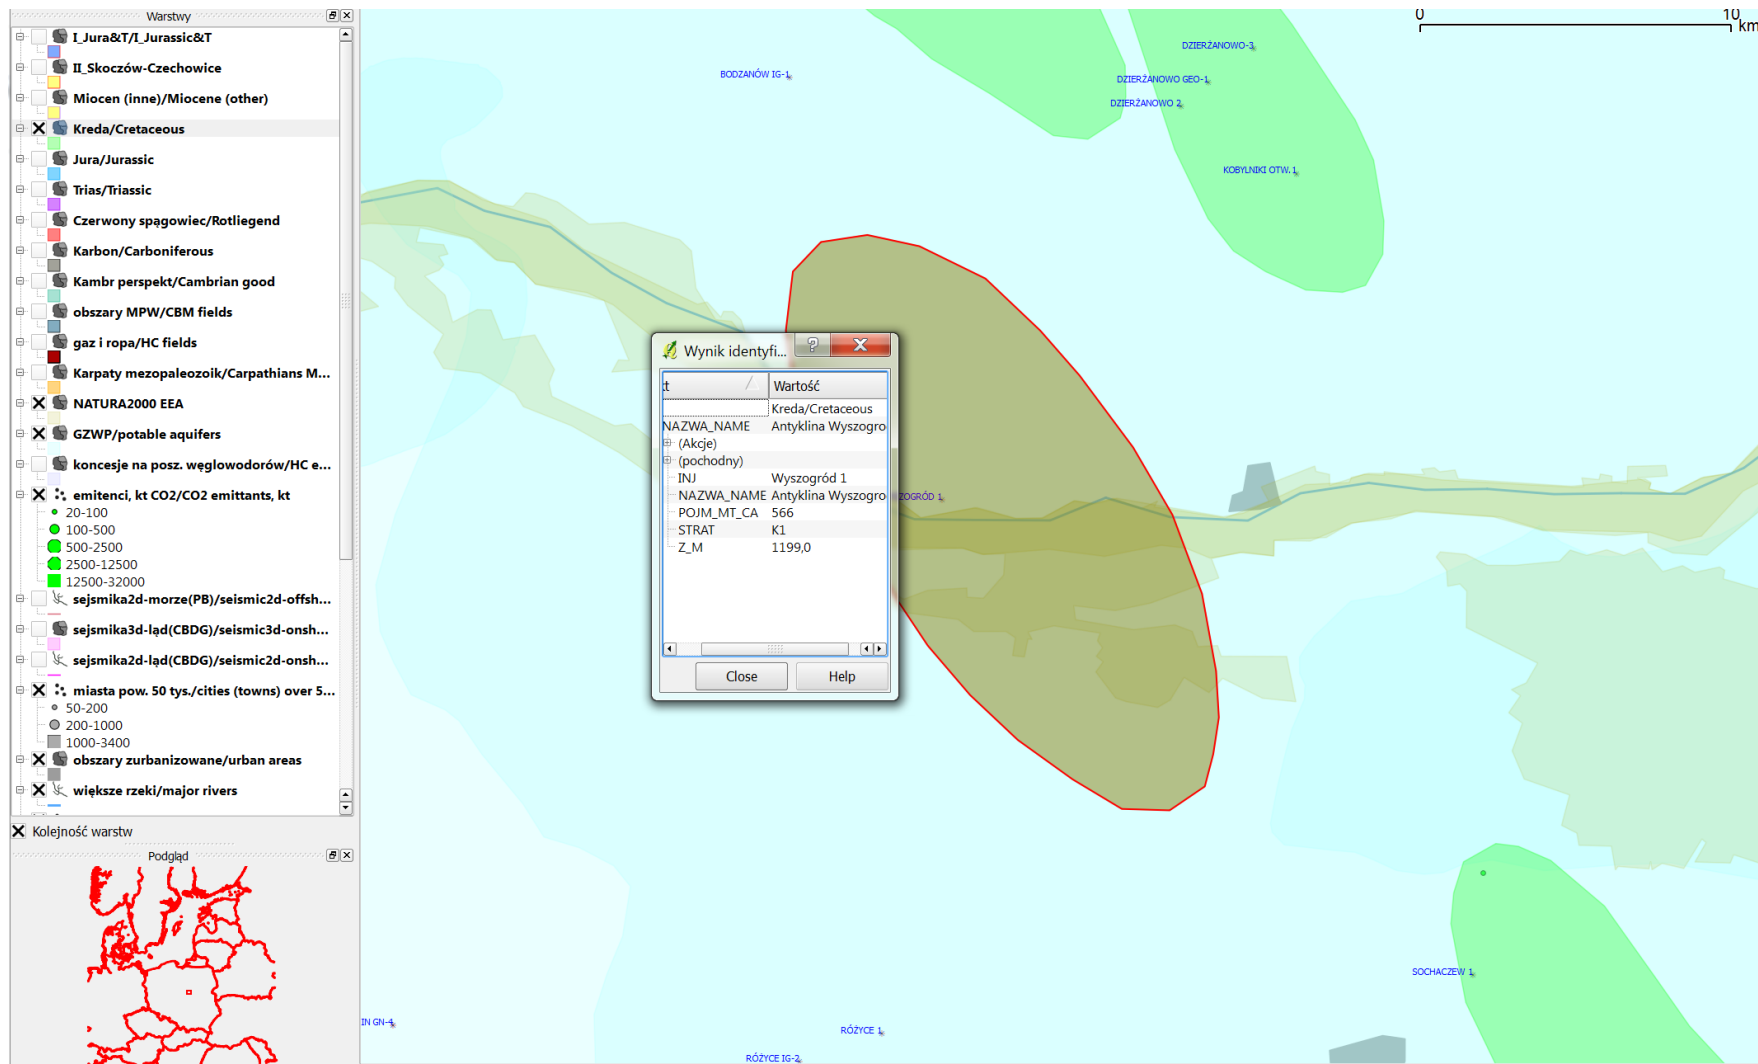 Warstwy
I_Jura&T/I_Jurassic&T
II_Skoczów-Czechowice
Miocen (inne)/Miocene (other)
Kreda/Cretaceous
Jura/Jurassic
Trias/Triassic
Czerwony spągowiec/Rotliegend
Karbon/Carboniferous
Kambr perspekt/Cambrian good
obszary MPW/CBM fields
gaz i ropa/HC fields
Karpaty mezopaleozoik/Carpathians M...
NATURA2000 EEA
GZWP/potable aquifers
koncesje na posz. węglowodorów/HC e...
emitenci, kt CO2/CO2 emittants, kt
20-100
100-500
500-2500
2500-12500
12500-32000
sejsmika2d-morze(PB)/seismic2d-offsh...
sejsmika3d-ląd(CBDG)/seismic3d-onsh...
sejsmika2d-ląd(CBDG)/seismic2d-onsh...
miasta pow. 50 tys./cities (towns) over 5...
50-200
200-1000
1000-3400
obszary zurbanizowane/urban areas
większe rzeki/major rivers
Kolejność warstw
Podgląd
0 10 km
BODZANÓW IG-1
DZIERŻANOWO-3
DZIERŻANOWO GEO-1
DZIERŻANOWO 2
KOBYLNIKI OTW.1
Wynik identyfi...
kt Wartość
Kreda/Cretaceous
NAZWA_NAME Antyklina Wyszogro
(Akcje)
(pochodny)
INJ Wyszogród 1
NAZWA_NAME Antyklina Wyszogro
POJM_MT_CA 566
STRAT K1
Z_M 1199,0
Close Help
ZOGRÓD 1
SOCHACZEW 1
IN GN-4
RÓŻYCE 1
RÓŻYCE IG-2